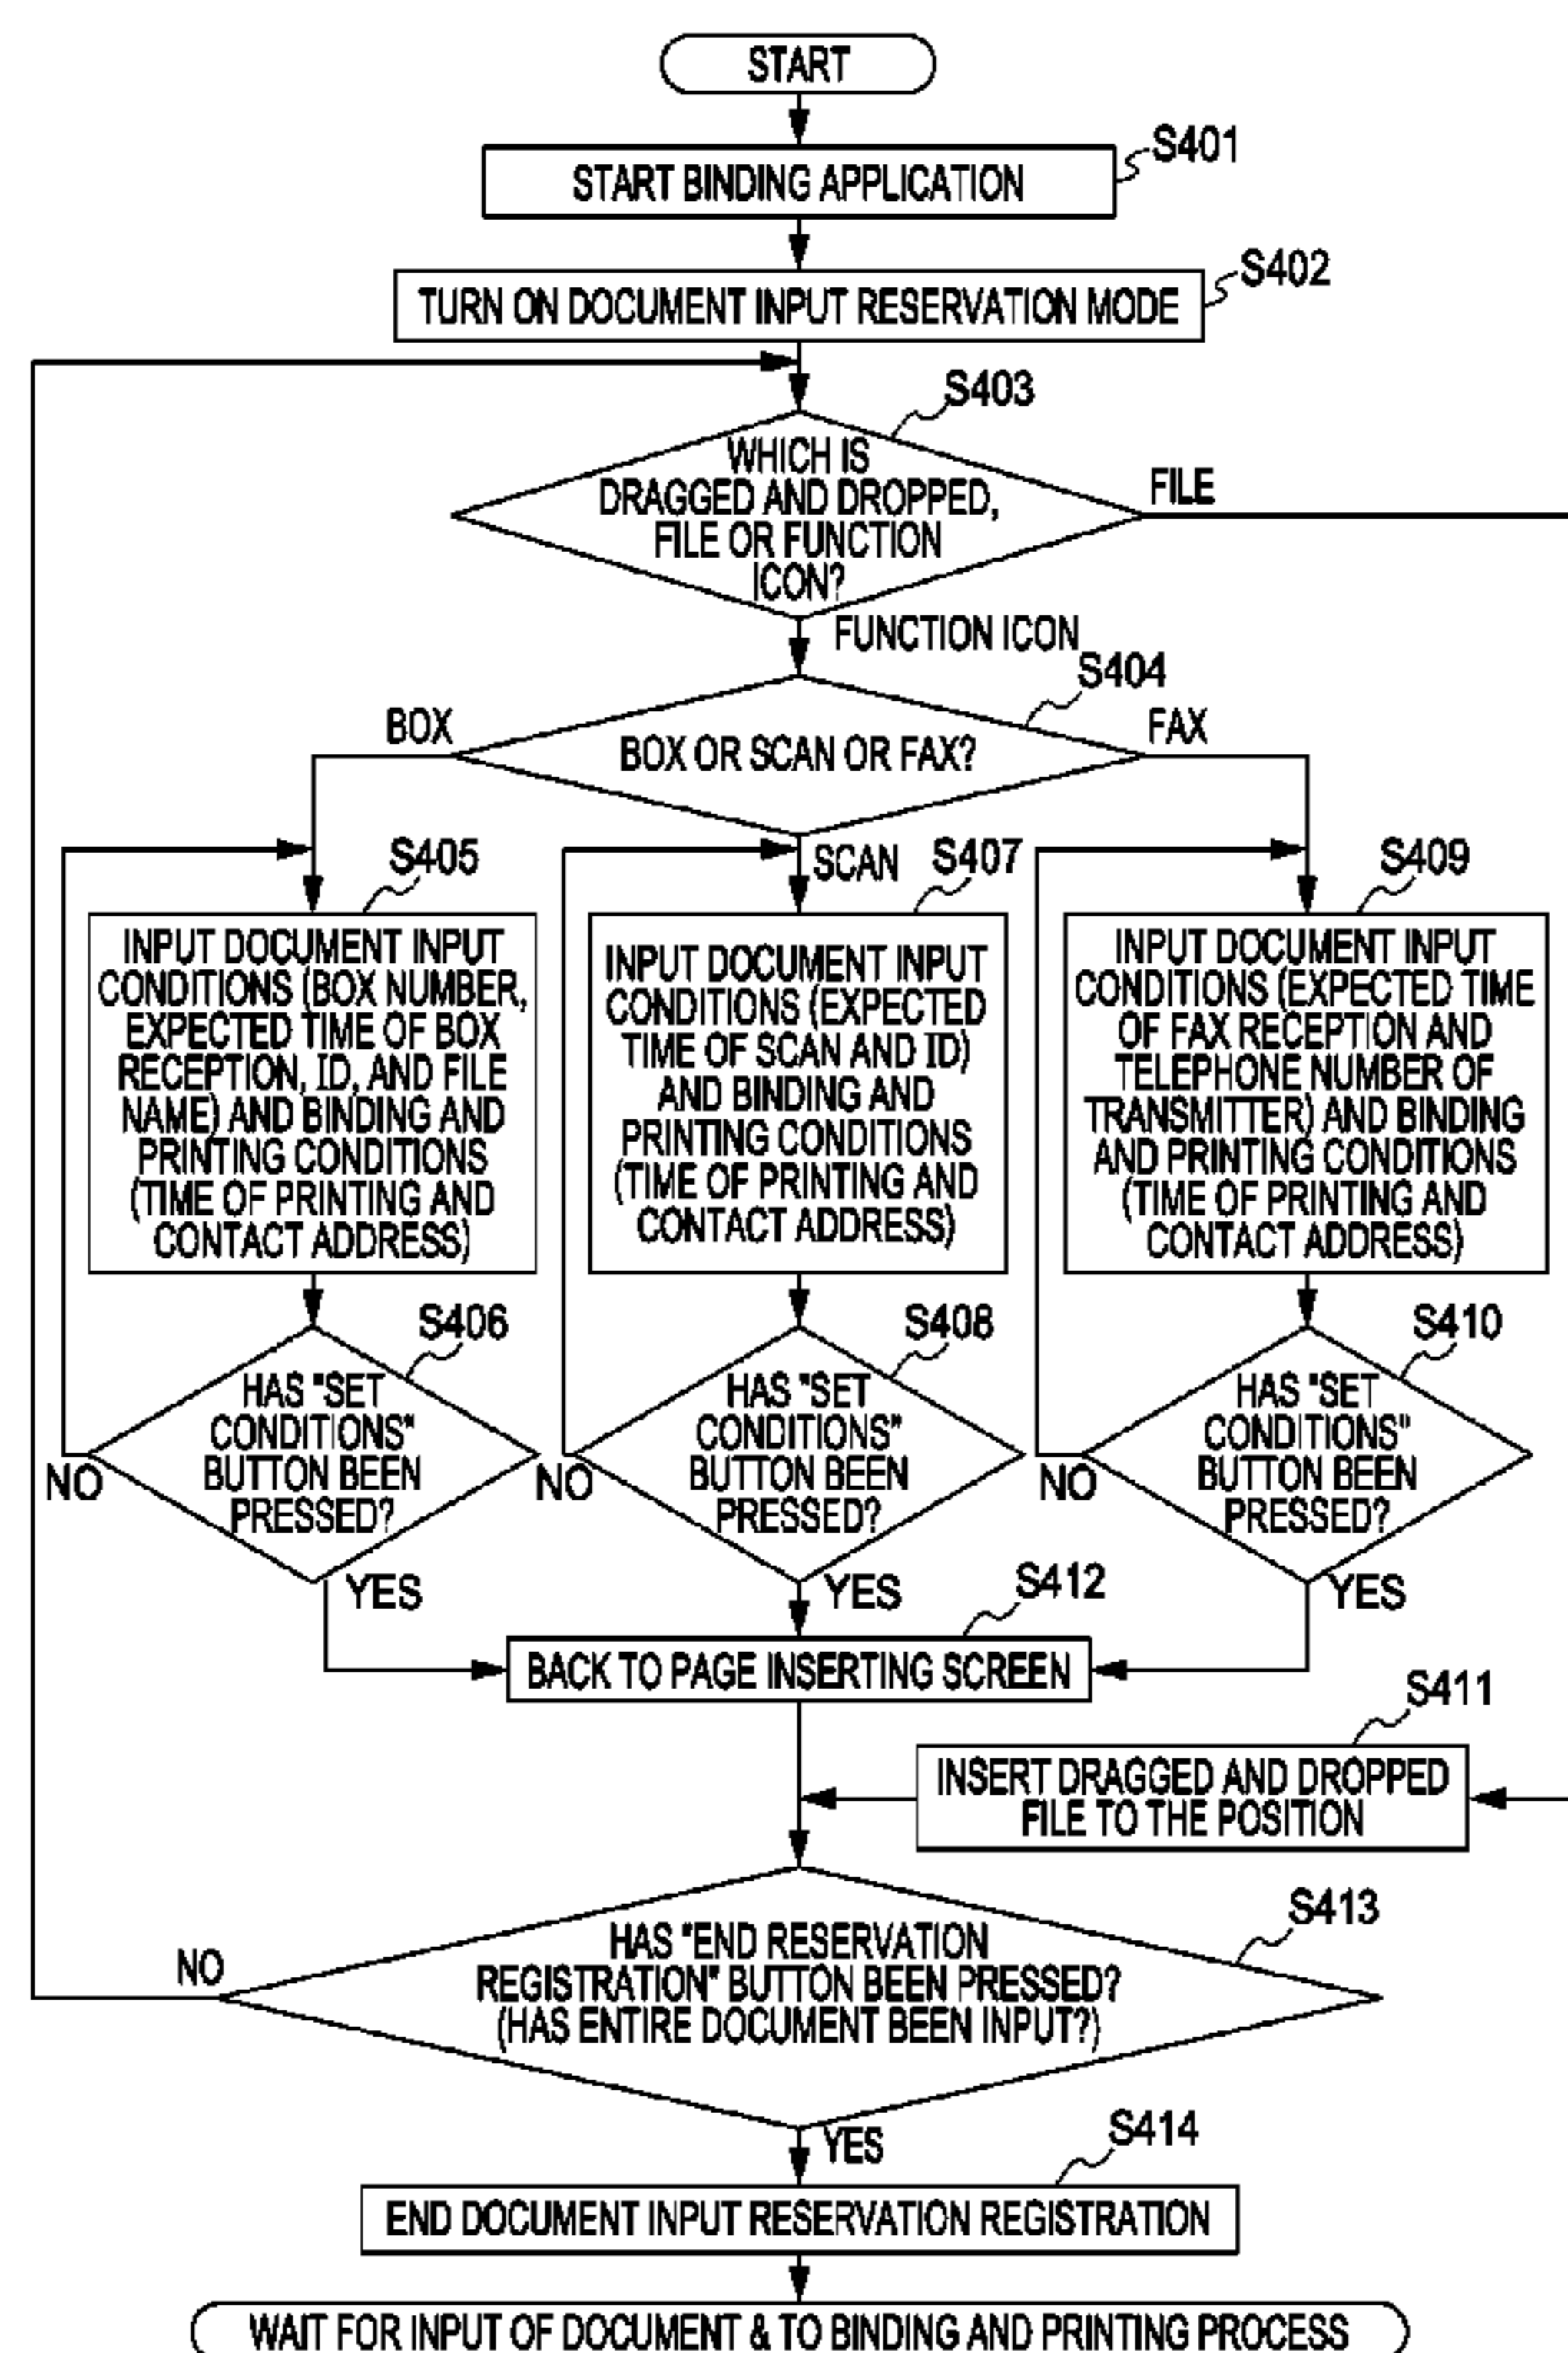 START
S401
START BINDING APPLICATION
S402
TURN ON DOCUMENT INPUT RESERVATION MODE
S403
WHICH IS
DRAGGED AND DROPPED,
FILE OR FUNCTION
ICON?
FILE
FUNCTION ICON
S404
BOX
BOX OR SCAN OR FAX?
FAX
S405
INPUT DOCUMENT INPUT
CONDITIONS (BOX NUMBER,
EXPECTED TIME OF BOX
RECEPTION, ID, AND FILE
NAME) AND BINDING AND
PRINTING CONDITIONS
(TIME OF PRINTING AND
CONTACT ADDRESS)
SCAN
S407
INPUT DOCUMENT INPUT
CONDITIONS (EXPECTED
TIME OF SCAN AND ID)
AND BINDING AND
PRINTING CONDITIONS
(TIME OF PRINTING AND
CONTACT ADDRESS)
S409
INPUT DOCUMENT INPUT
CONDITIONS (EXPECTED TIME
OF FAX RECEPTION AND
TELEPHONE NUMBER OF
TRANSMITTER) AND BINDING
AND PRINTING CONDITIONS
(TIME OF PRINTING AND
CONTACT ADDRESS)
S406
HAS "SET
CONDITIONS"
BUTTON BEEN
PRESSED?
NO
YES
S408
HAS "SET
CONDITIONS"
BUTTON BEEN
PRESSED?
NO
YES
S410
HAS "SET
CONDITIONS"
BUTTON BEEN
PRESSED?
NO
YES
S412
BACK TO PAGE INSERTING SCREEN
S411
INSERT DRAGGED AND DROPPED
FILE TO THE POSITION
S413
HAS "END RESERVATION
REGISTRATION" BUTTON BEEN PRESSED?
(HAS ENTIRE DOCUMENT BEEN INPUT?)
NO
YES
S414
END DOCUMENT INPUT RESERVATION REGISTRATION
WAIT FOR INPUT OF DOCUMENT & TO BINDING AND PRINTING PROCESS